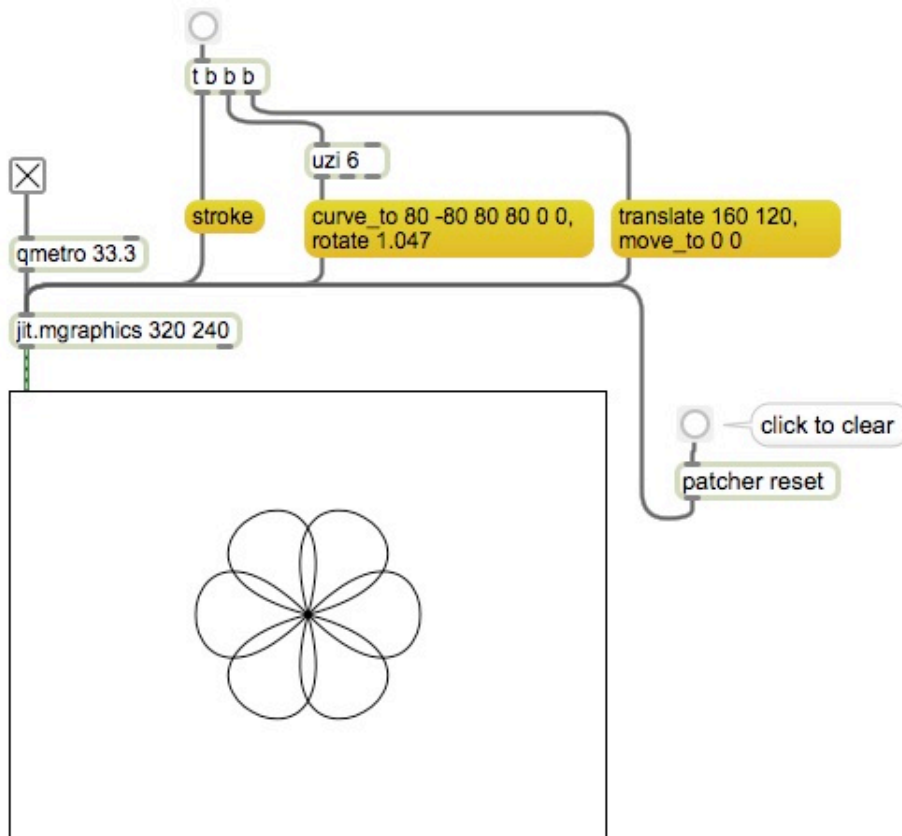 t b b b
uzi 6
stroke
curve_to 80 -80 80 80 0 0,
rotate 1.047
translate 160 120,
move_to 0 0
qmetro 33.3
jit.mgraphics 320 240
click to clear
patcher reset